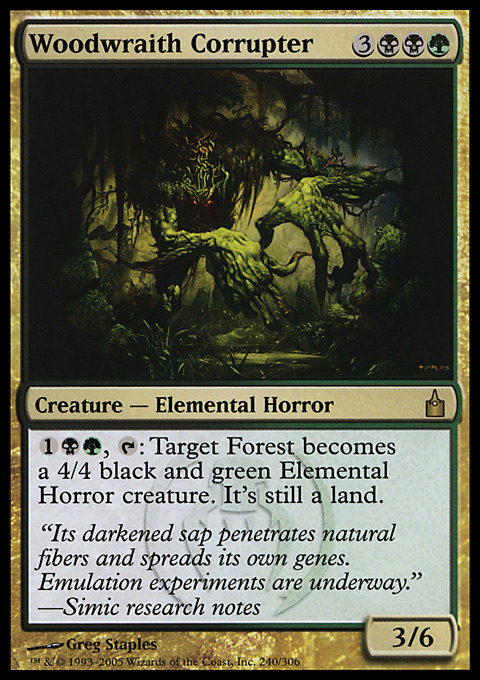 Woodwraith Corrupter 3
Creature — Elemental Horror
1, : Target Forest becomes
a 4/4 black and green Elemental
Horror creature. It's still a land.
“Its darkened sap penetrates natural
fibers and spreads its own genes.
Emulation experiments are underway.”
—Simic research notes
3/6
Greg Staples
™ & © 1993–2005 Wizards of the Coast, Inc. 240/306